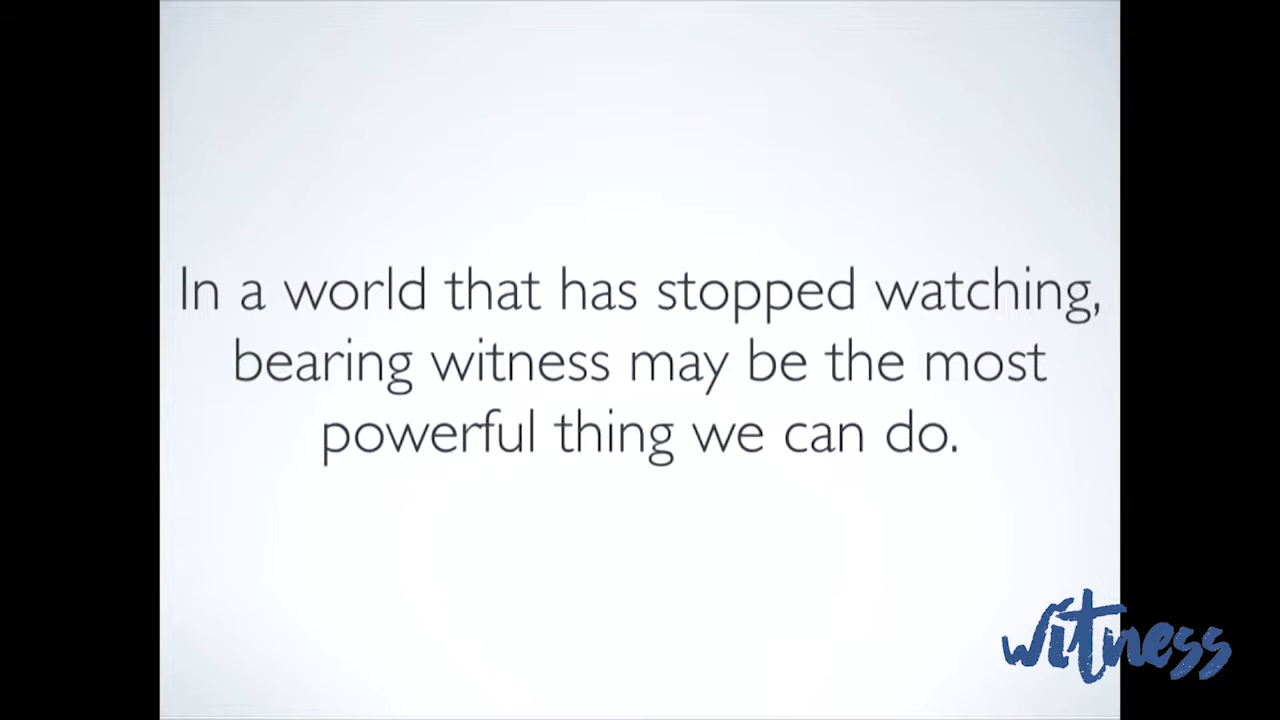 In a world that has stopped watching,
bearing witness may be the most
powerful thing we can do.
witness